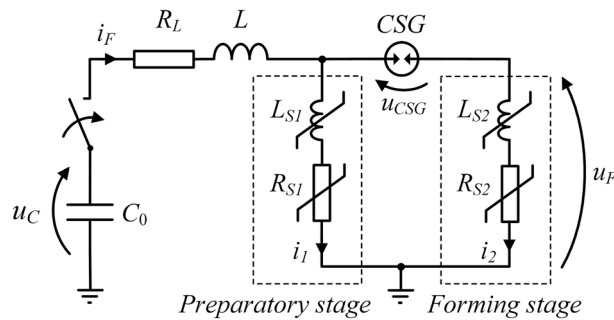 i_F
R_L
L
CSG
u_CSG
L_S1
L_S2
R_S1
R_S2
u_F
u_C
C_0
i_1
i_2
Preparatory stage
Forming stage